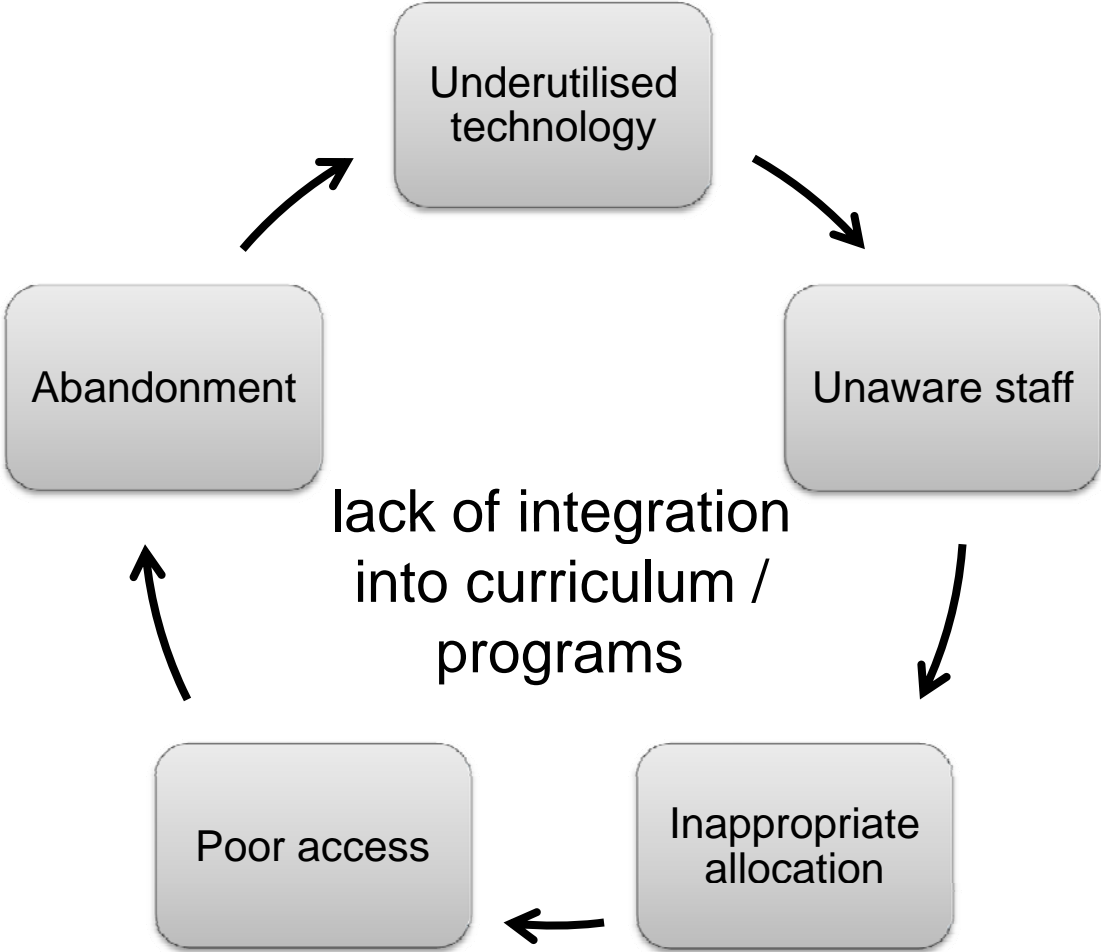 Underutilised
technology
Abandonment
Unaware staff
lack of integration
into curriculum /
programs
Poor access
Inappropriate
allocation